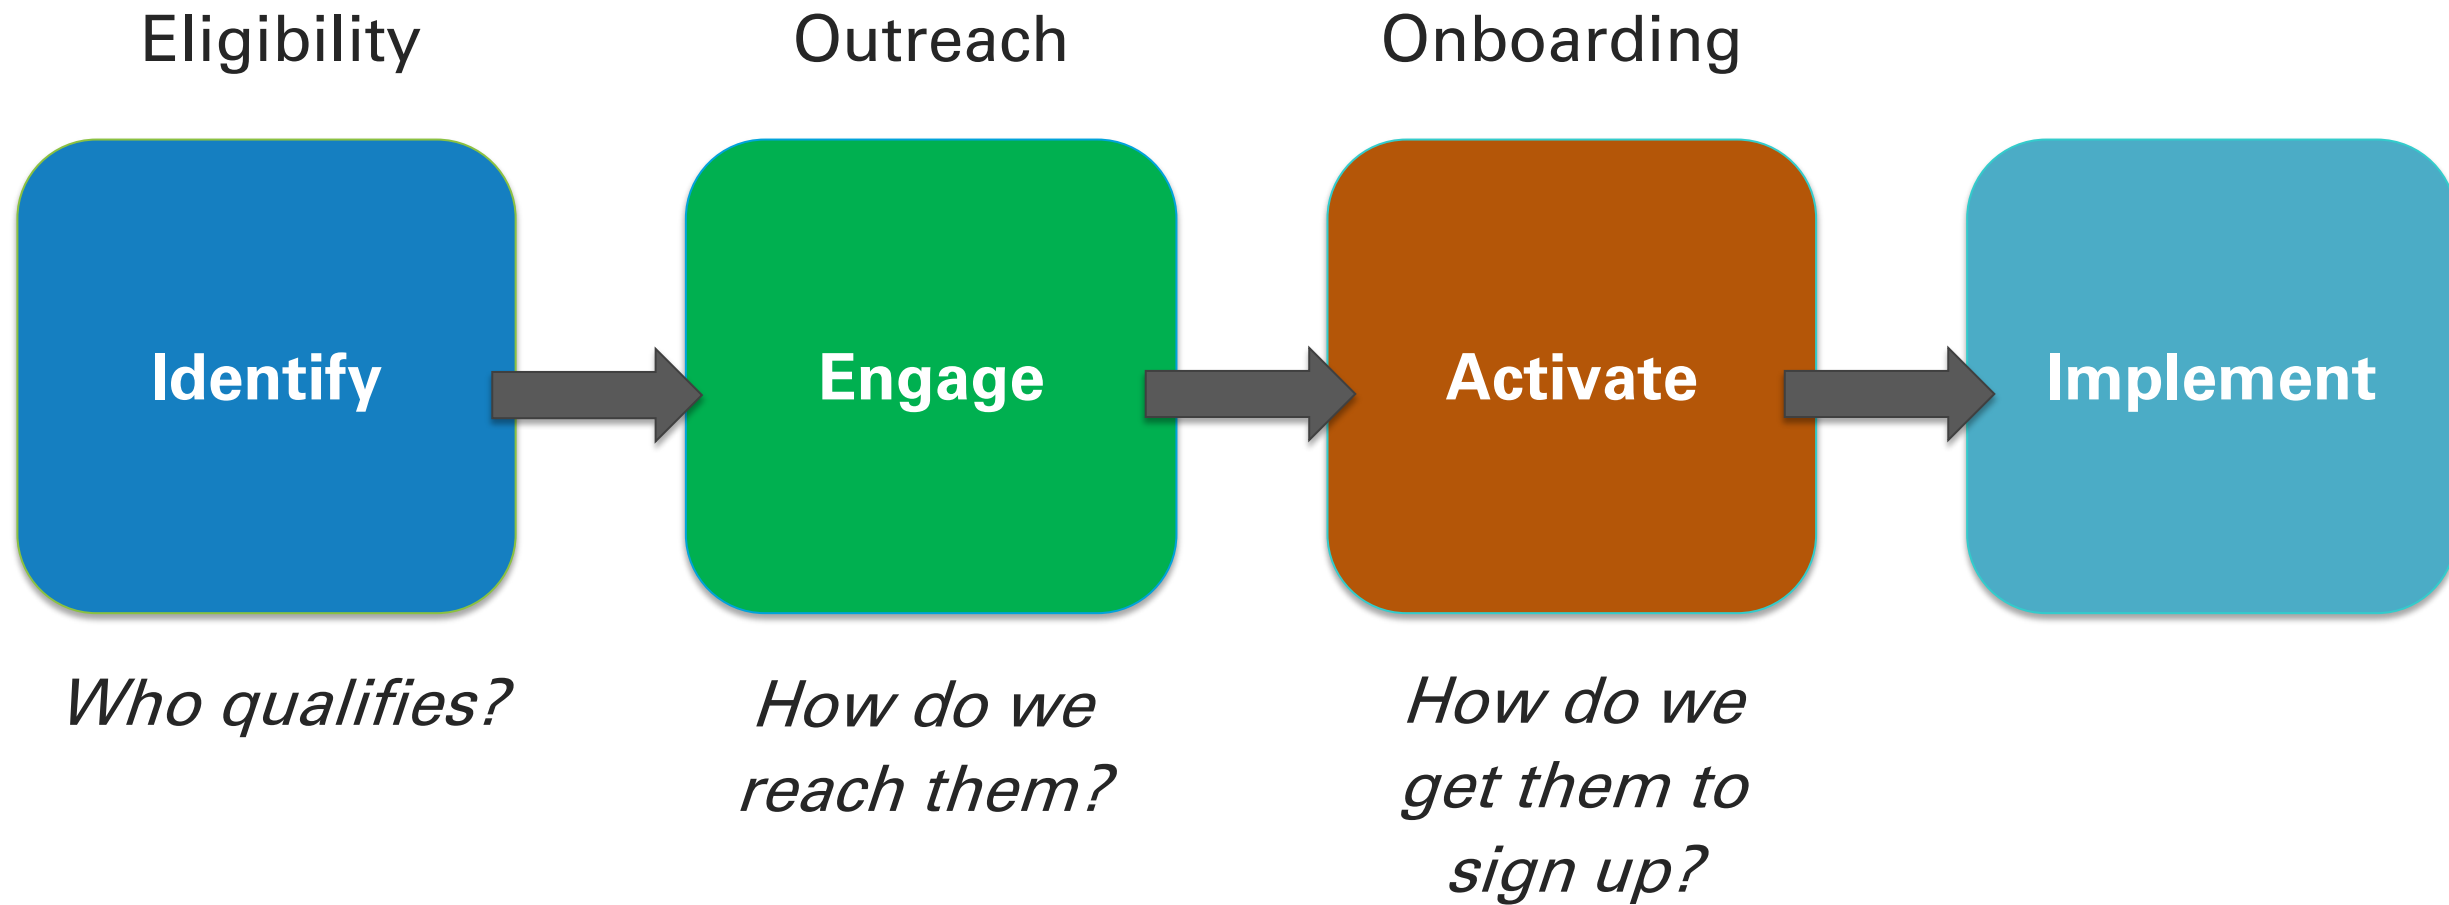 Eligibility
Outreach
Onboarding
Identify
Engage
Activate
Implement
Who qualifies?
How do we
reach them?
How do we
get them to
sign up?